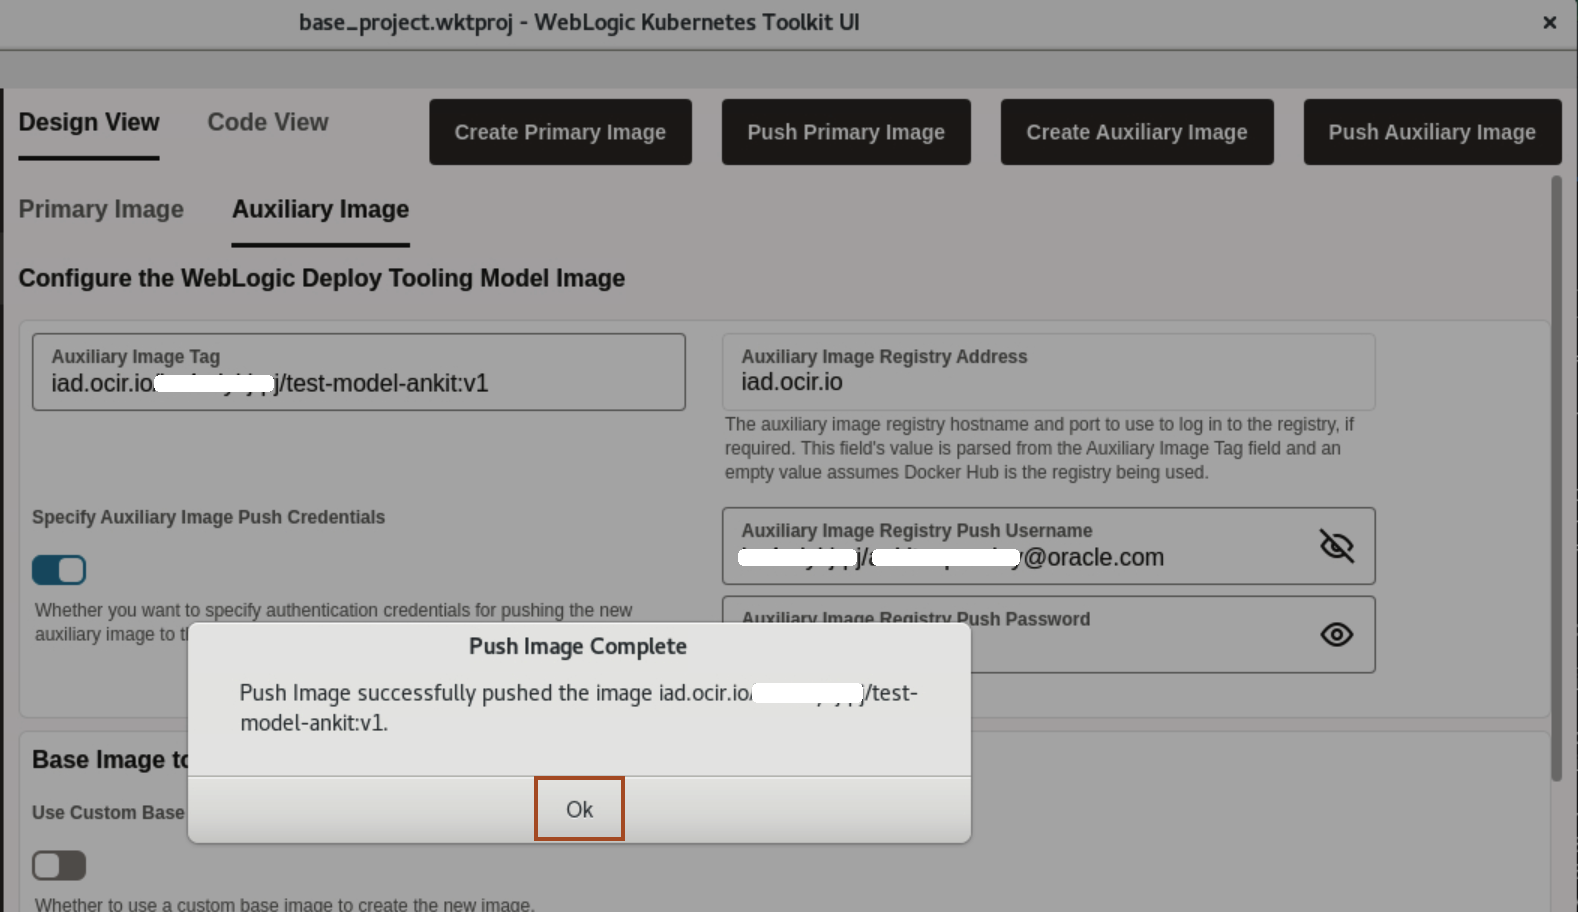 base_project.wktproj - WebLogic Kubernetes Toolkit UI
Design View
Code View
Create Primary Image
Push Primary Image
Create Auxiliary Image
Push Auxiliary Image
Primary Image
Auxiliary Image
Configure the WebLogic Deploy Tooling Model Image
Auxiliary Image Tag
iad.ocir.io/ /test-model-ankit:v1
Auxiliary Image Registry Address
iad.ocir.io
The auxiliary image registry hostname and port to use to log in to the registry, if
required. This field's value is parsed from the Auxiliary Image Tag field and an
empty value assumes Docker Hub is the registry being used.
Specify Auxiliary Image Push Credentials
Whether you want to specify authentication credentials for pushing the new
auxiliary image to
Auxiliary Image Registry Push Username
/ @oracle.com
Auxiliary Image Registry Push Password
Push Image Complete
Push Image successfully pushed the image iad.ocir.io/ /test-
model-ankit:v1.
Ok
Base Image
Use Custom Base
Whether to use a custom base image to create the new image.